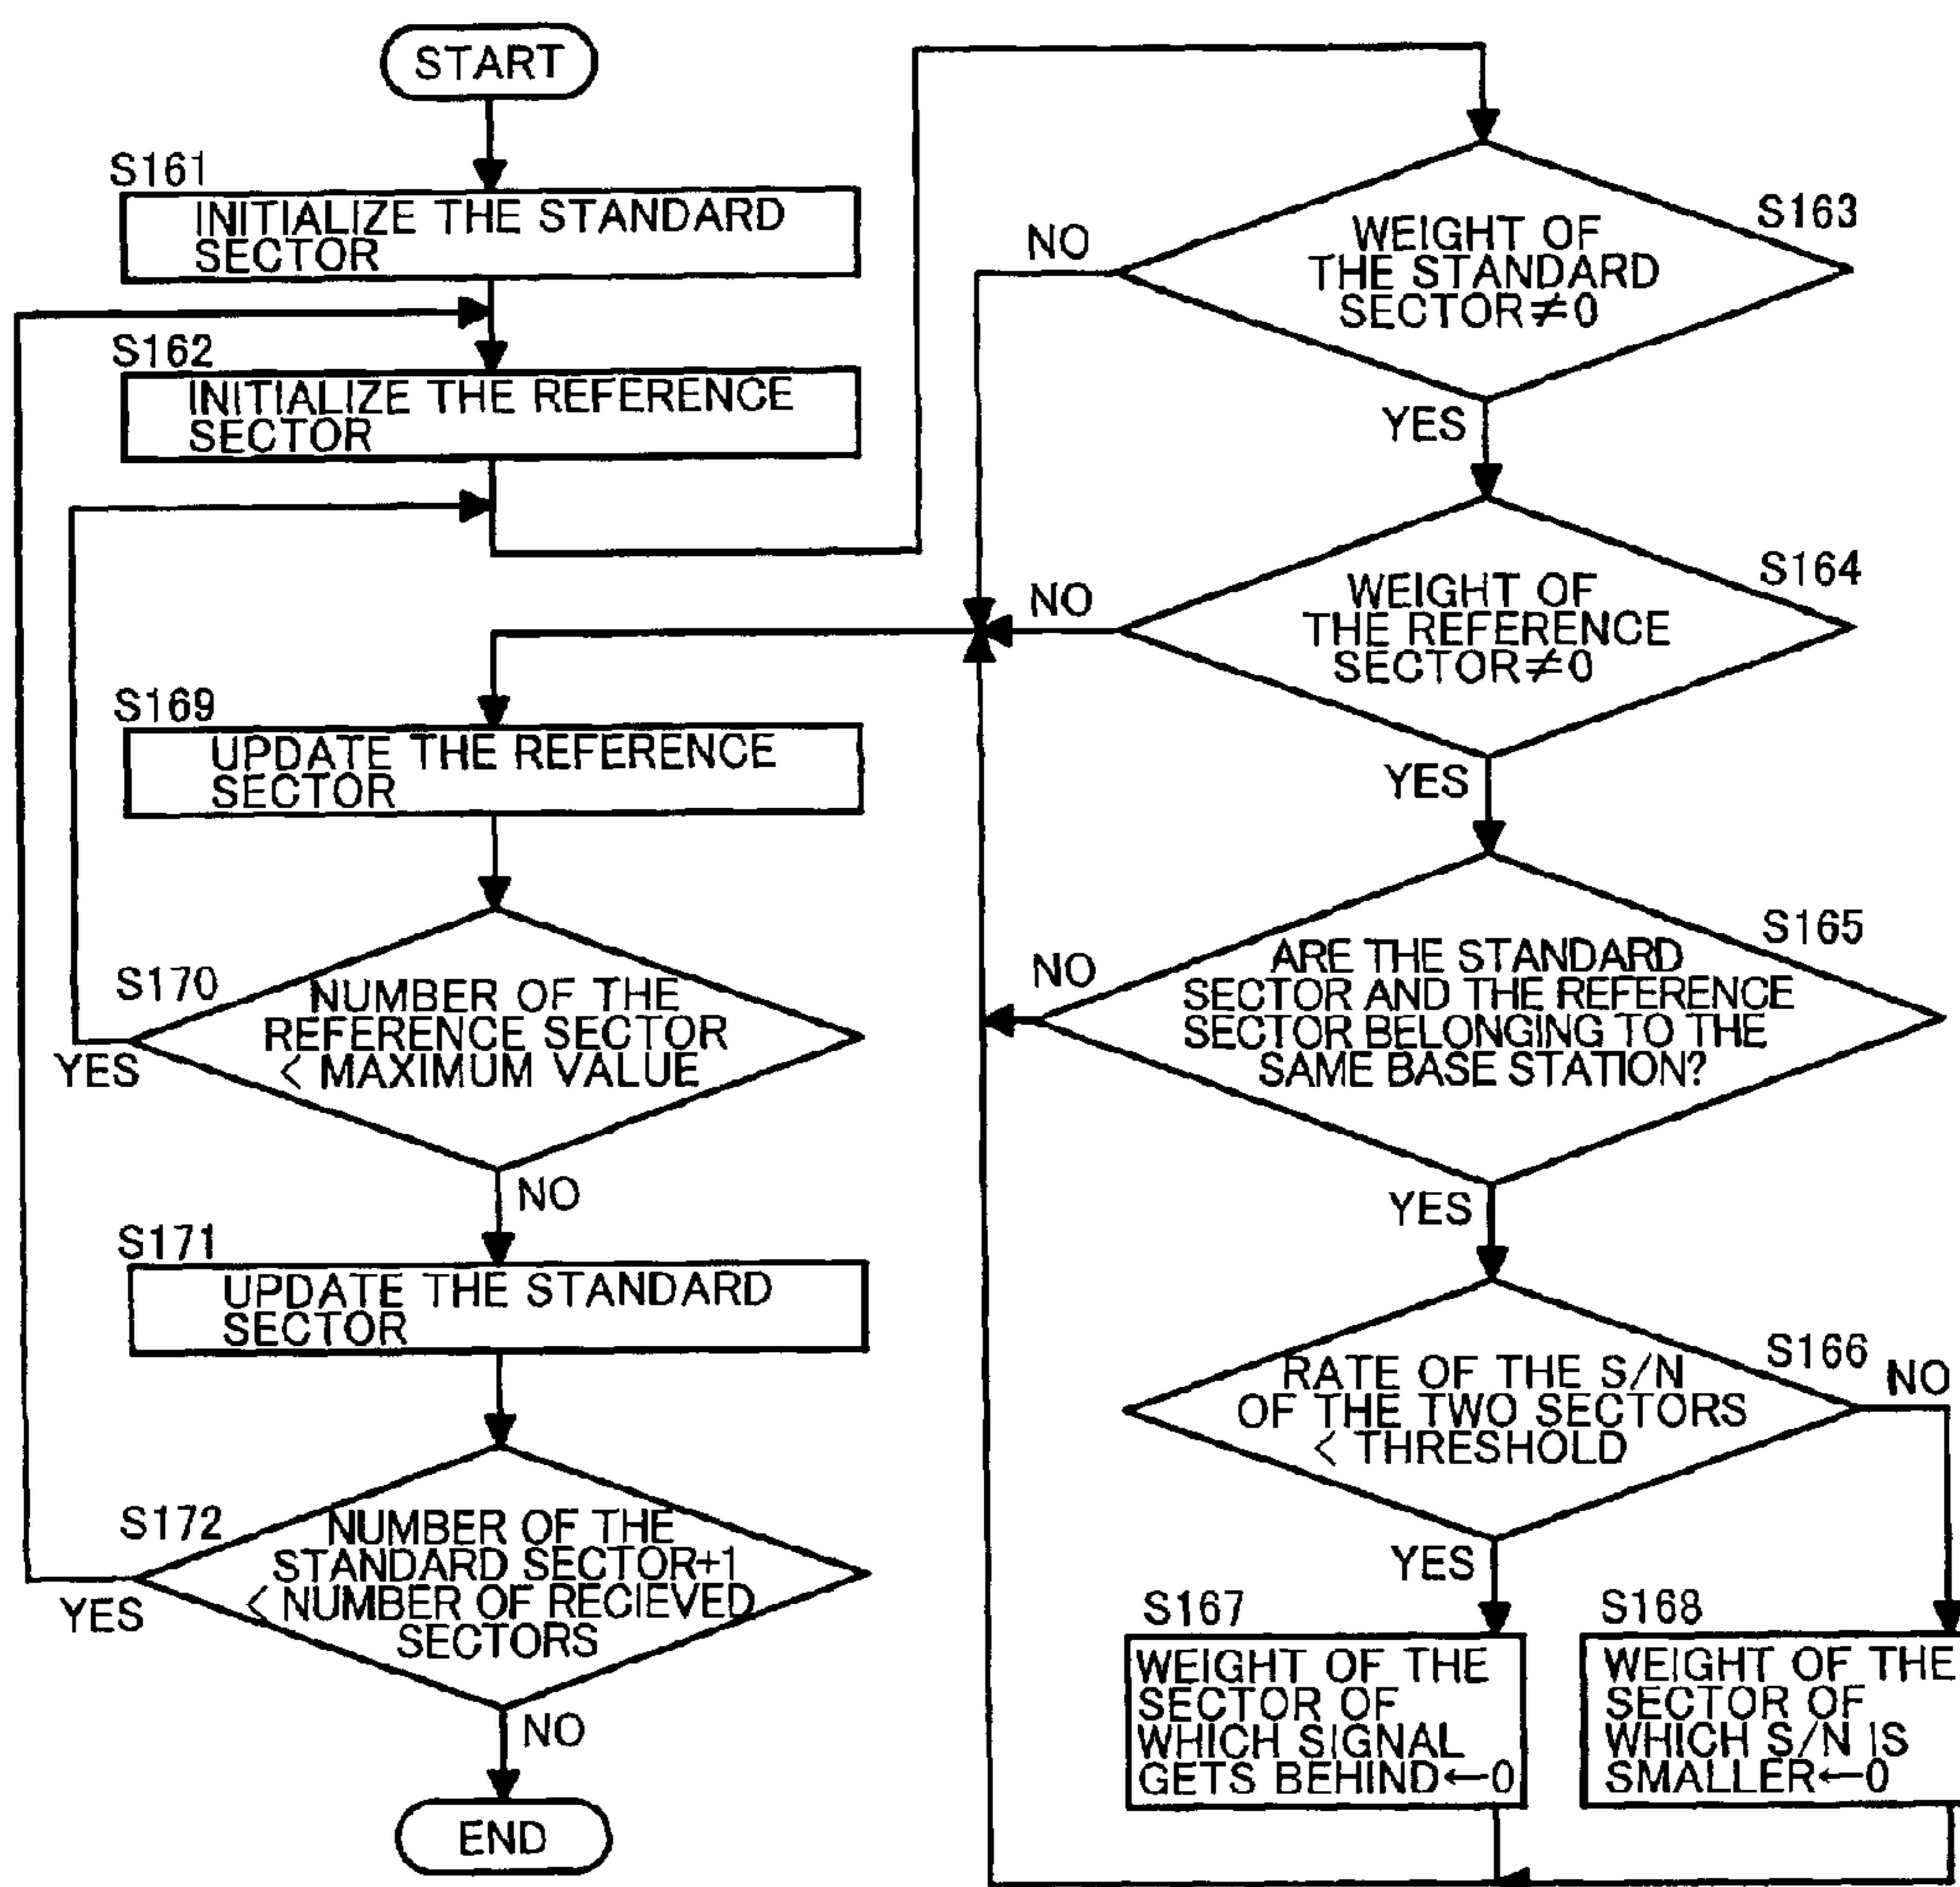 START
S161
INITIALIZE THE STANDARD
SECTOR
S162
INITIALIZE THE REFERENCE
SECTOR
S163
WEIGHT OF
THE STANDARD
SECTOR≠0
NO
YES
S164
WEIGHT OF
THE REFERENCE
SECTOR≠0
NO
YES
S165
ARE THE STANDARD
SECTOR AND THE REFERENCE
SECTOR BELONGING TO THE
SAME BASE STATION?
NO
YES
S166
RATE OF THE S/N
OF THE TWO SECTORS
< THRESHOLD
NO
YES
S167
WEIGHT OF THE
SECTOR OF
WHICH SIGNAL
GETS BEHIND←0
S168
WEIGHT OF THE
SECTOR OF
WHICH S/N IS
SMALLER←0
S169
UPDATE THE REFERENCE
SECTOR
S170
NUMBER OF THE
REFERENCE SECTOR
< MAXIMUM VALUE
YES
NO
S171
UPDATE THE STANDARD
SECTOR
S172
NUMBER OF THE
STANDARD SECTOR+1
< NUMBER OF RECIEVED
SECTORS
YES
NO
END